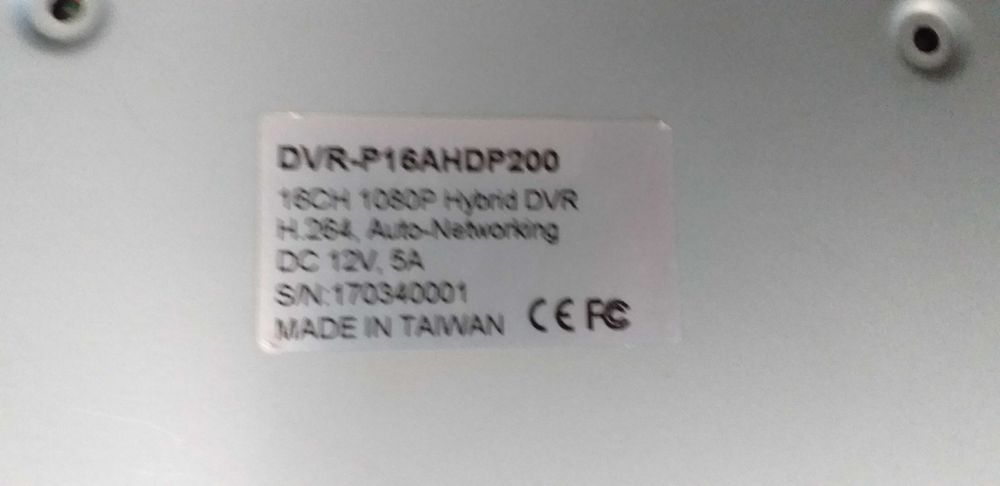 DVR-P16AHDP200
16CH 1080P Hybrid DVR
H.264, Auto-Networking
DC 12V, 5A
S/N:170340001
MADE IN TAIWAN CE FC